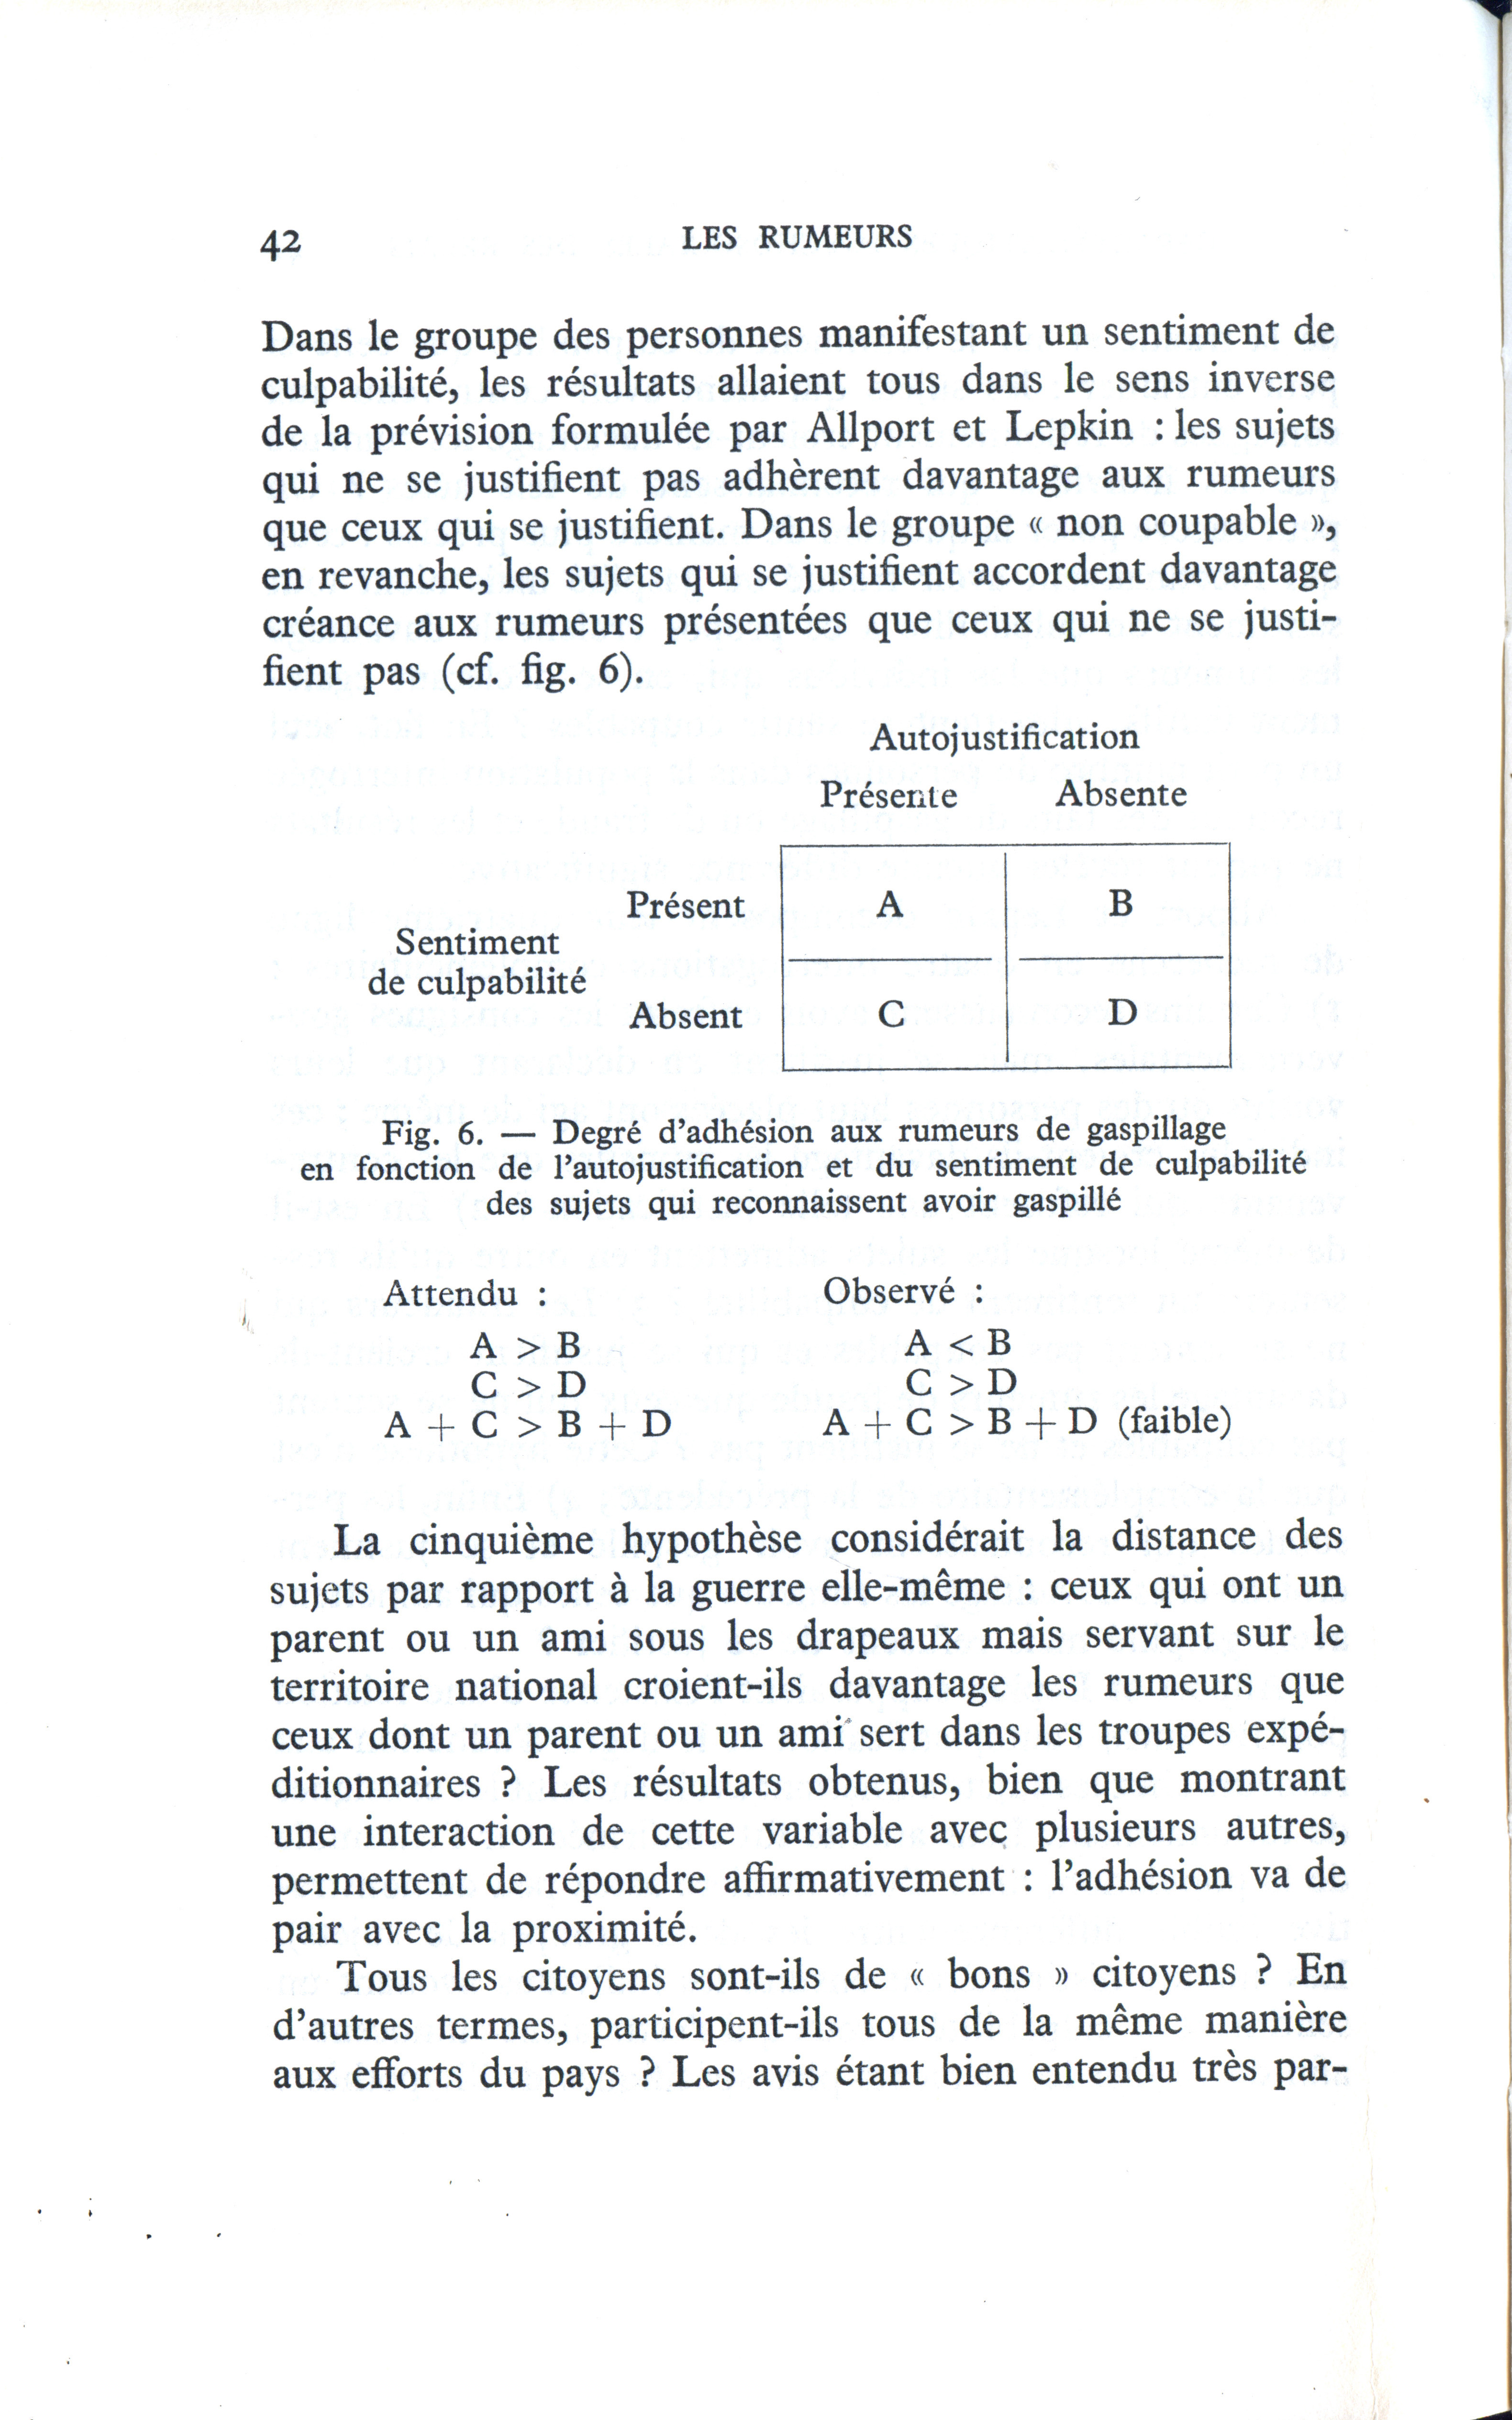 42
LES RUMEURS
Dans le groupe des personnes manifestant un sentiment de
culpabilité, les résultats allaient tous dans le sens inverse
de la prévision formulée par Allport et Lepkin : les sujets
qui ne se justifient pas adhèrent davantage aux rumeurs
que ceux qui se justifient. Dans le groupe « non coupable »,
en revanche, les sujets qui se justifient accordent davantage
créance aux rumeurs présentées que ceux qui ne se justi-
fient pas (cf. fig. 6).
Autojustification
Présente Absente
Présent A B
Sentiment
de culpabilité
Absent C D
Fig. 6. — Degré d'adhésion aux rumeurs de gaspillage
en fonction de l'autojustification et du sentiment de culpabilité
des sujets qui reconnaissent avoir gaspillé
Attendu :
A > B
C > D
A + C > B + D
Observé :
A < B
C > D
A + C > B + D (faible)
La cinquième hypothèse considérait la distance des
sujets par rapport à la guerre elle-même : ceux qui ont un
parent ou un ami sous les drapeaux mais servant sur le
territoire national croient-ils davantage les rumeurs que
ceux dont un parent ou un ami sert dans les troupes expé-
ditionnaires ? Les résultats obtenus, bien que montrant
une interaction de cette variable avec plusieurs autres,
permettent de répondre affirmativement : l'adhésion va de
pair avec la proximité.
Tous les citoyens sont-ils de « bons » citoyens ? En
d'autres termes, participent-ils tous de la même manière
aux efforts du pays ? Les avis étant bien entendu très par-